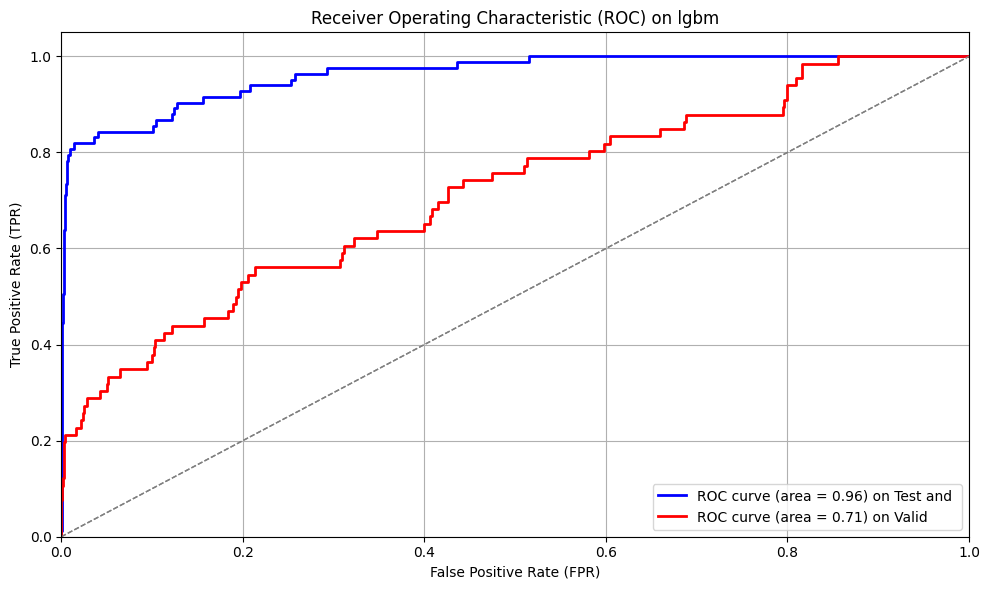 Receiver Operating Characteristic (ROC) on lgbm
True Positive Rate (TPR)
1.0
0.8
0.6
0.4
0.2
0.0
0.0 0.2 0.4 0.6 0.8 1.0
False Positive Rate (FPR)
ROC curve (area = 0.96) on Test and
ROC curve (area = 0.71) on Valid